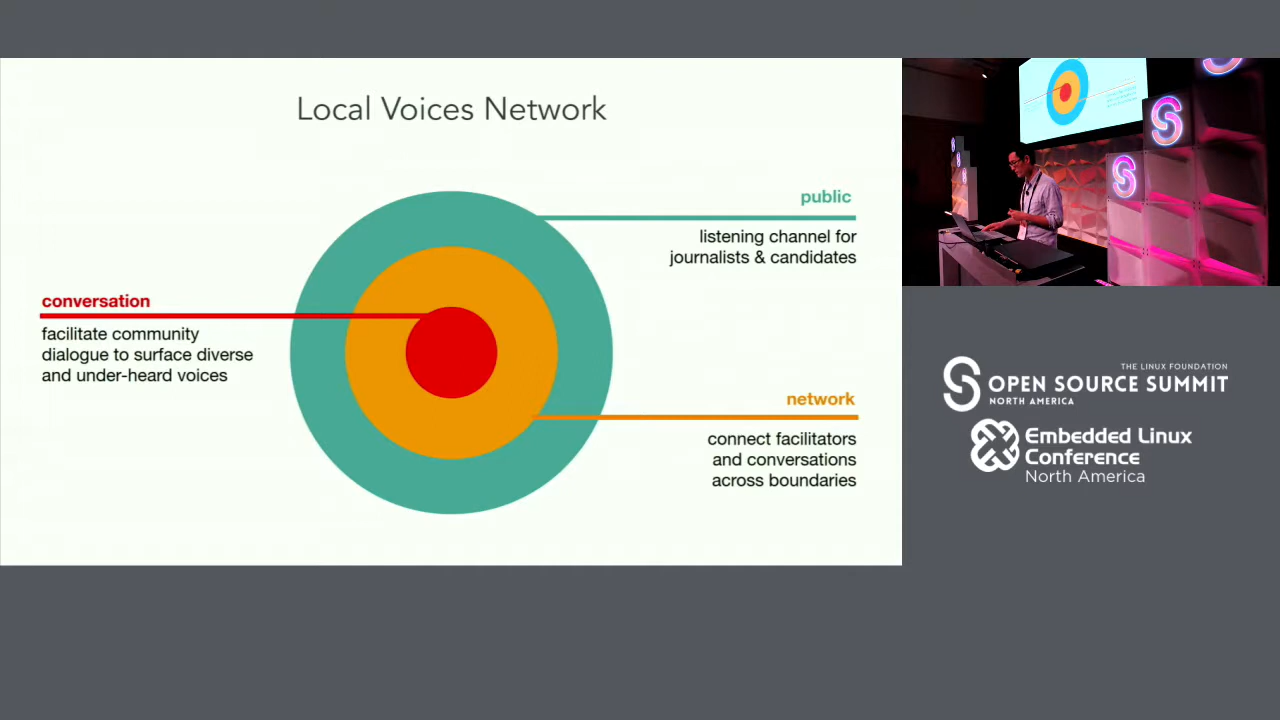 Local Voices Network
public
listening channel for
journalists & candidates
conversation
facilitate community
dialogue to surface diverse
and under-heard voices
network
connect facilitators
and conversations
across boundaries
THE LINUX FOUNDATION
OPEN SOURCE SUMMIT
NORTH AMERICA
Embedded Linux
Conference
North America